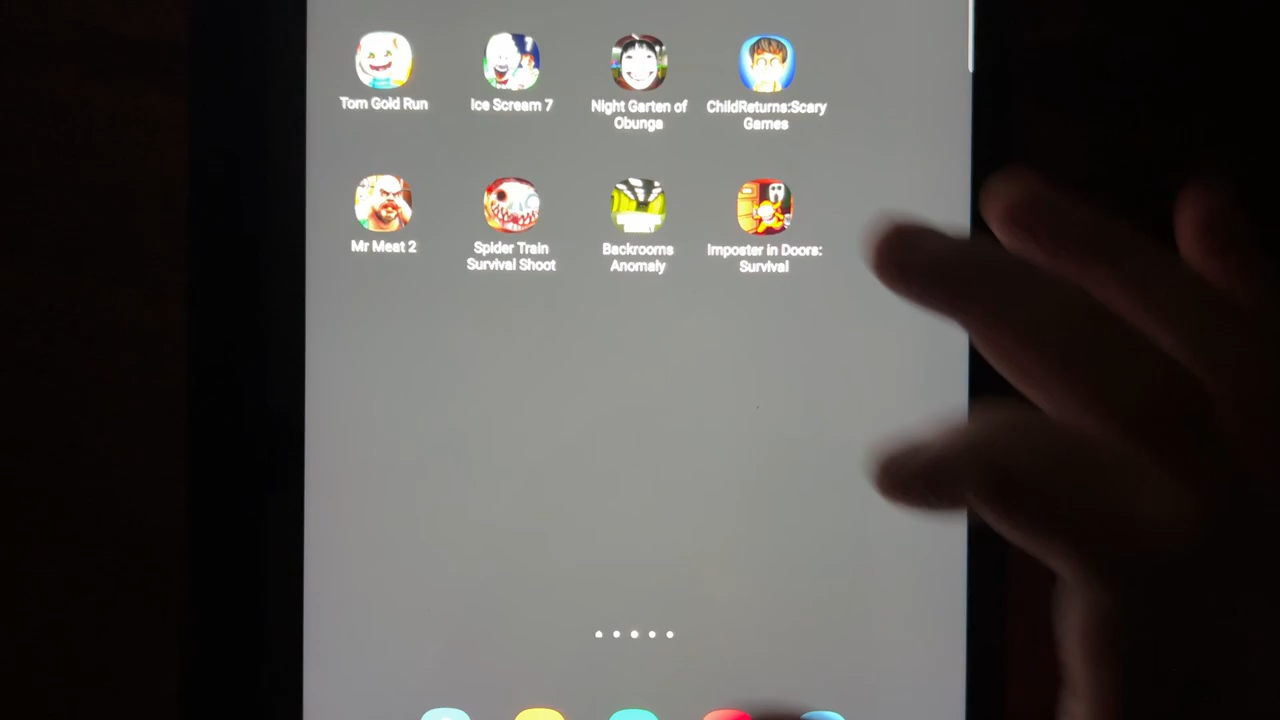 Tom Gold Run
Ice Scream 7
Night Garten of
Obunga
ChildReturns:Scary
Games
Mr Meat 2
Spider Train
Survival Shoot
Backrooms
Anomaly
Imposter in Doors:
Survival